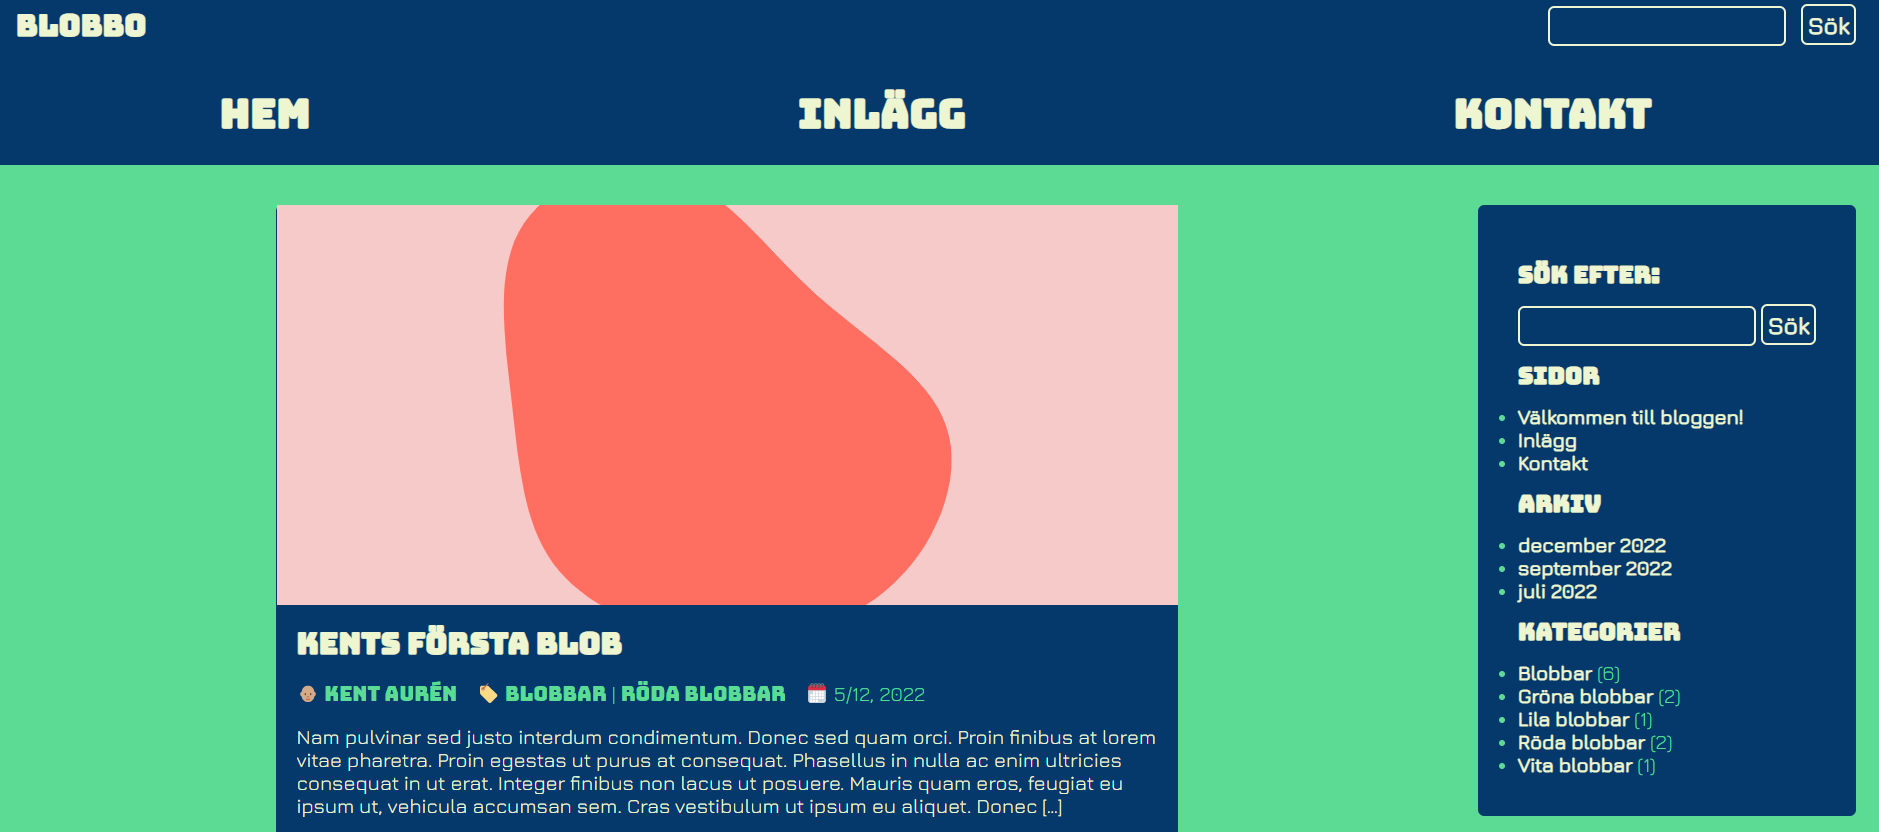 BLOBBO
Sök
HEM
INLÄGG
KONTAKT
KENTS FÖRSTA BLOB
KENT AURÉN BLOBBAR | RÖDA BLOBBAR 5/12, 2022
Nam pulvinar sed justo interdum condimentum. Donec sed quam orci. Proin finibus at lorem
vitae pharetra. Proin egestas ut purus at consequat. Phasellus in nulla ac enim ultricies
consequat in ut erat. Integer finibus non lacus ut posuere. Mauris quam eros, feugiat eu
ipsum ut, vehicula accumsan sem. Cras vestibulum ut ipsum eu aliquet. Donec [...]
SÖK EFTER:
Sök
SIDOR
Välkommen till bloggen!
Inlägg
Kontakt
ARKIV
december 2022
september 2022
juli 2022
KATEGORIER
Blobbar (6)
Gröna blobbar (2)
Lila blobbar (1)
Röda blobbar (2)
Vita blobbar (1)